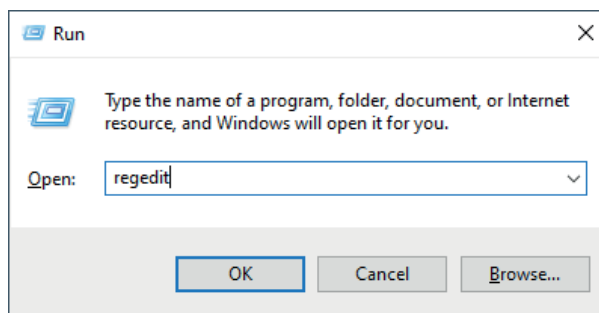 Run
Type the name of a program, folder, document, or Internet
resource, and Windows will open it for you.
Open: regedit
OK Cancel Browse...